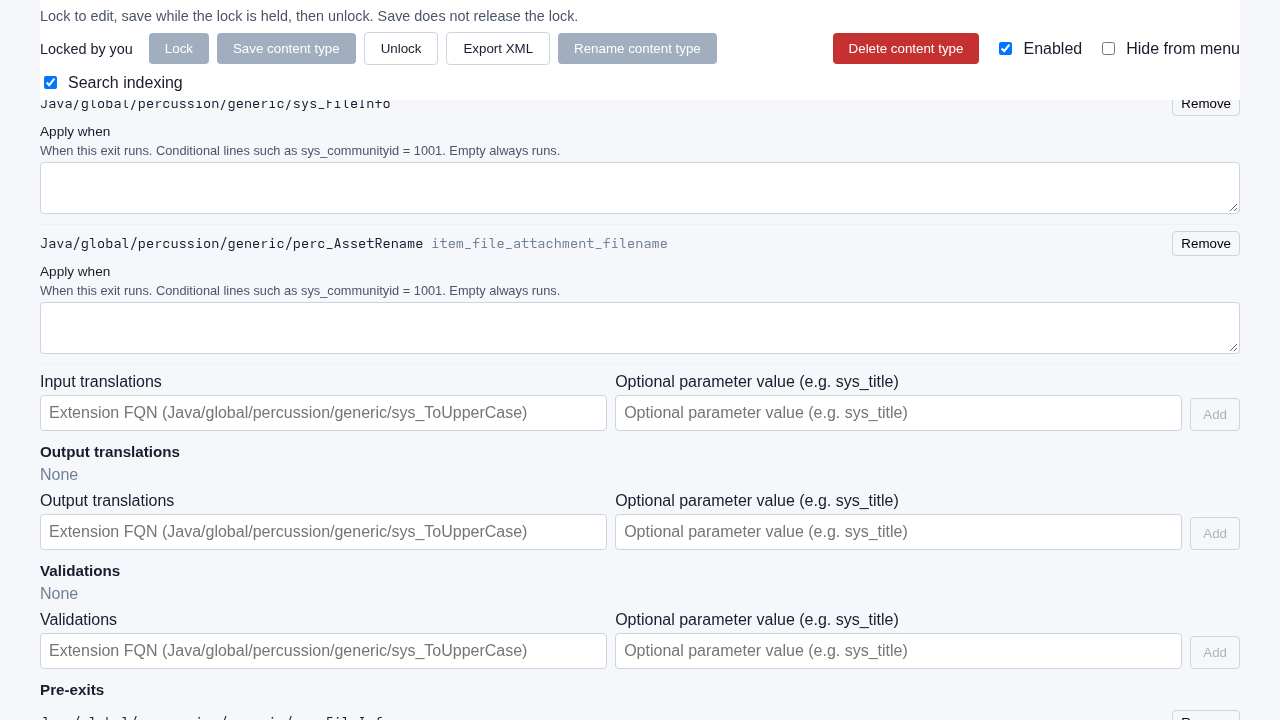 Lock to edit, save while the lock is held, then unlock. Save does not release the lock.
Locked by you Lock Save content type Unlock Export XML Rename content type Delete content type Enabled Hide from menu
Search indexing
Java/global/percussion/generic/sys_FileInfo Remove
Apply when
When this exit runs. Conditional lines such as sys_communityid = 1001. Empty always runs.
Java/global/percussion/generic/perc_AssetRename item_file_attachment_filename Remove
Apply when
When this exit runs. Conditional lines such as sys_communityid = 1001. Empty always runs.
Input translations Optional parameter value (e.g. sys_title)
Extension FQN (Java/global/percussion/generic/sys_ToUpperCase) Optional parameter value (e.g. sys_title) Add
Output translations
None
Output translations Optional parameter value (e.g. sys_title)
Extension FQN (Java/global/percussion/generic/sys_ToUpperCase) Optional parameter value (e.g. sys_title) Add
Validations
None
Validations Optional parameter value (e.g. sys_title)
Extension FQN (Java/global/percussion/generic/sys_ToUpperCase) Optional parameter value (e.g. sys_title) Add
Pre-exits